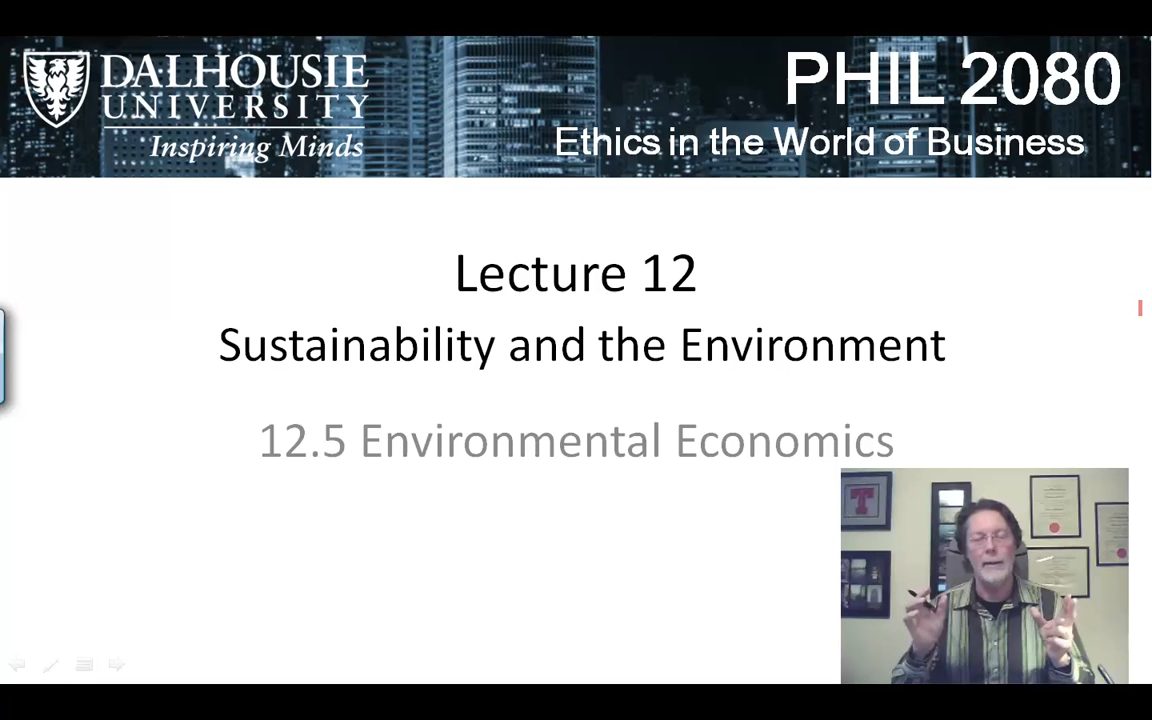 DALHOUSIE
UNIVERSITY
Inspiring Minds
PHIL 2080
Ethics in the World of Business
Lecture 12
Sustainability and the Environment
12.5 Environmental Economics
T